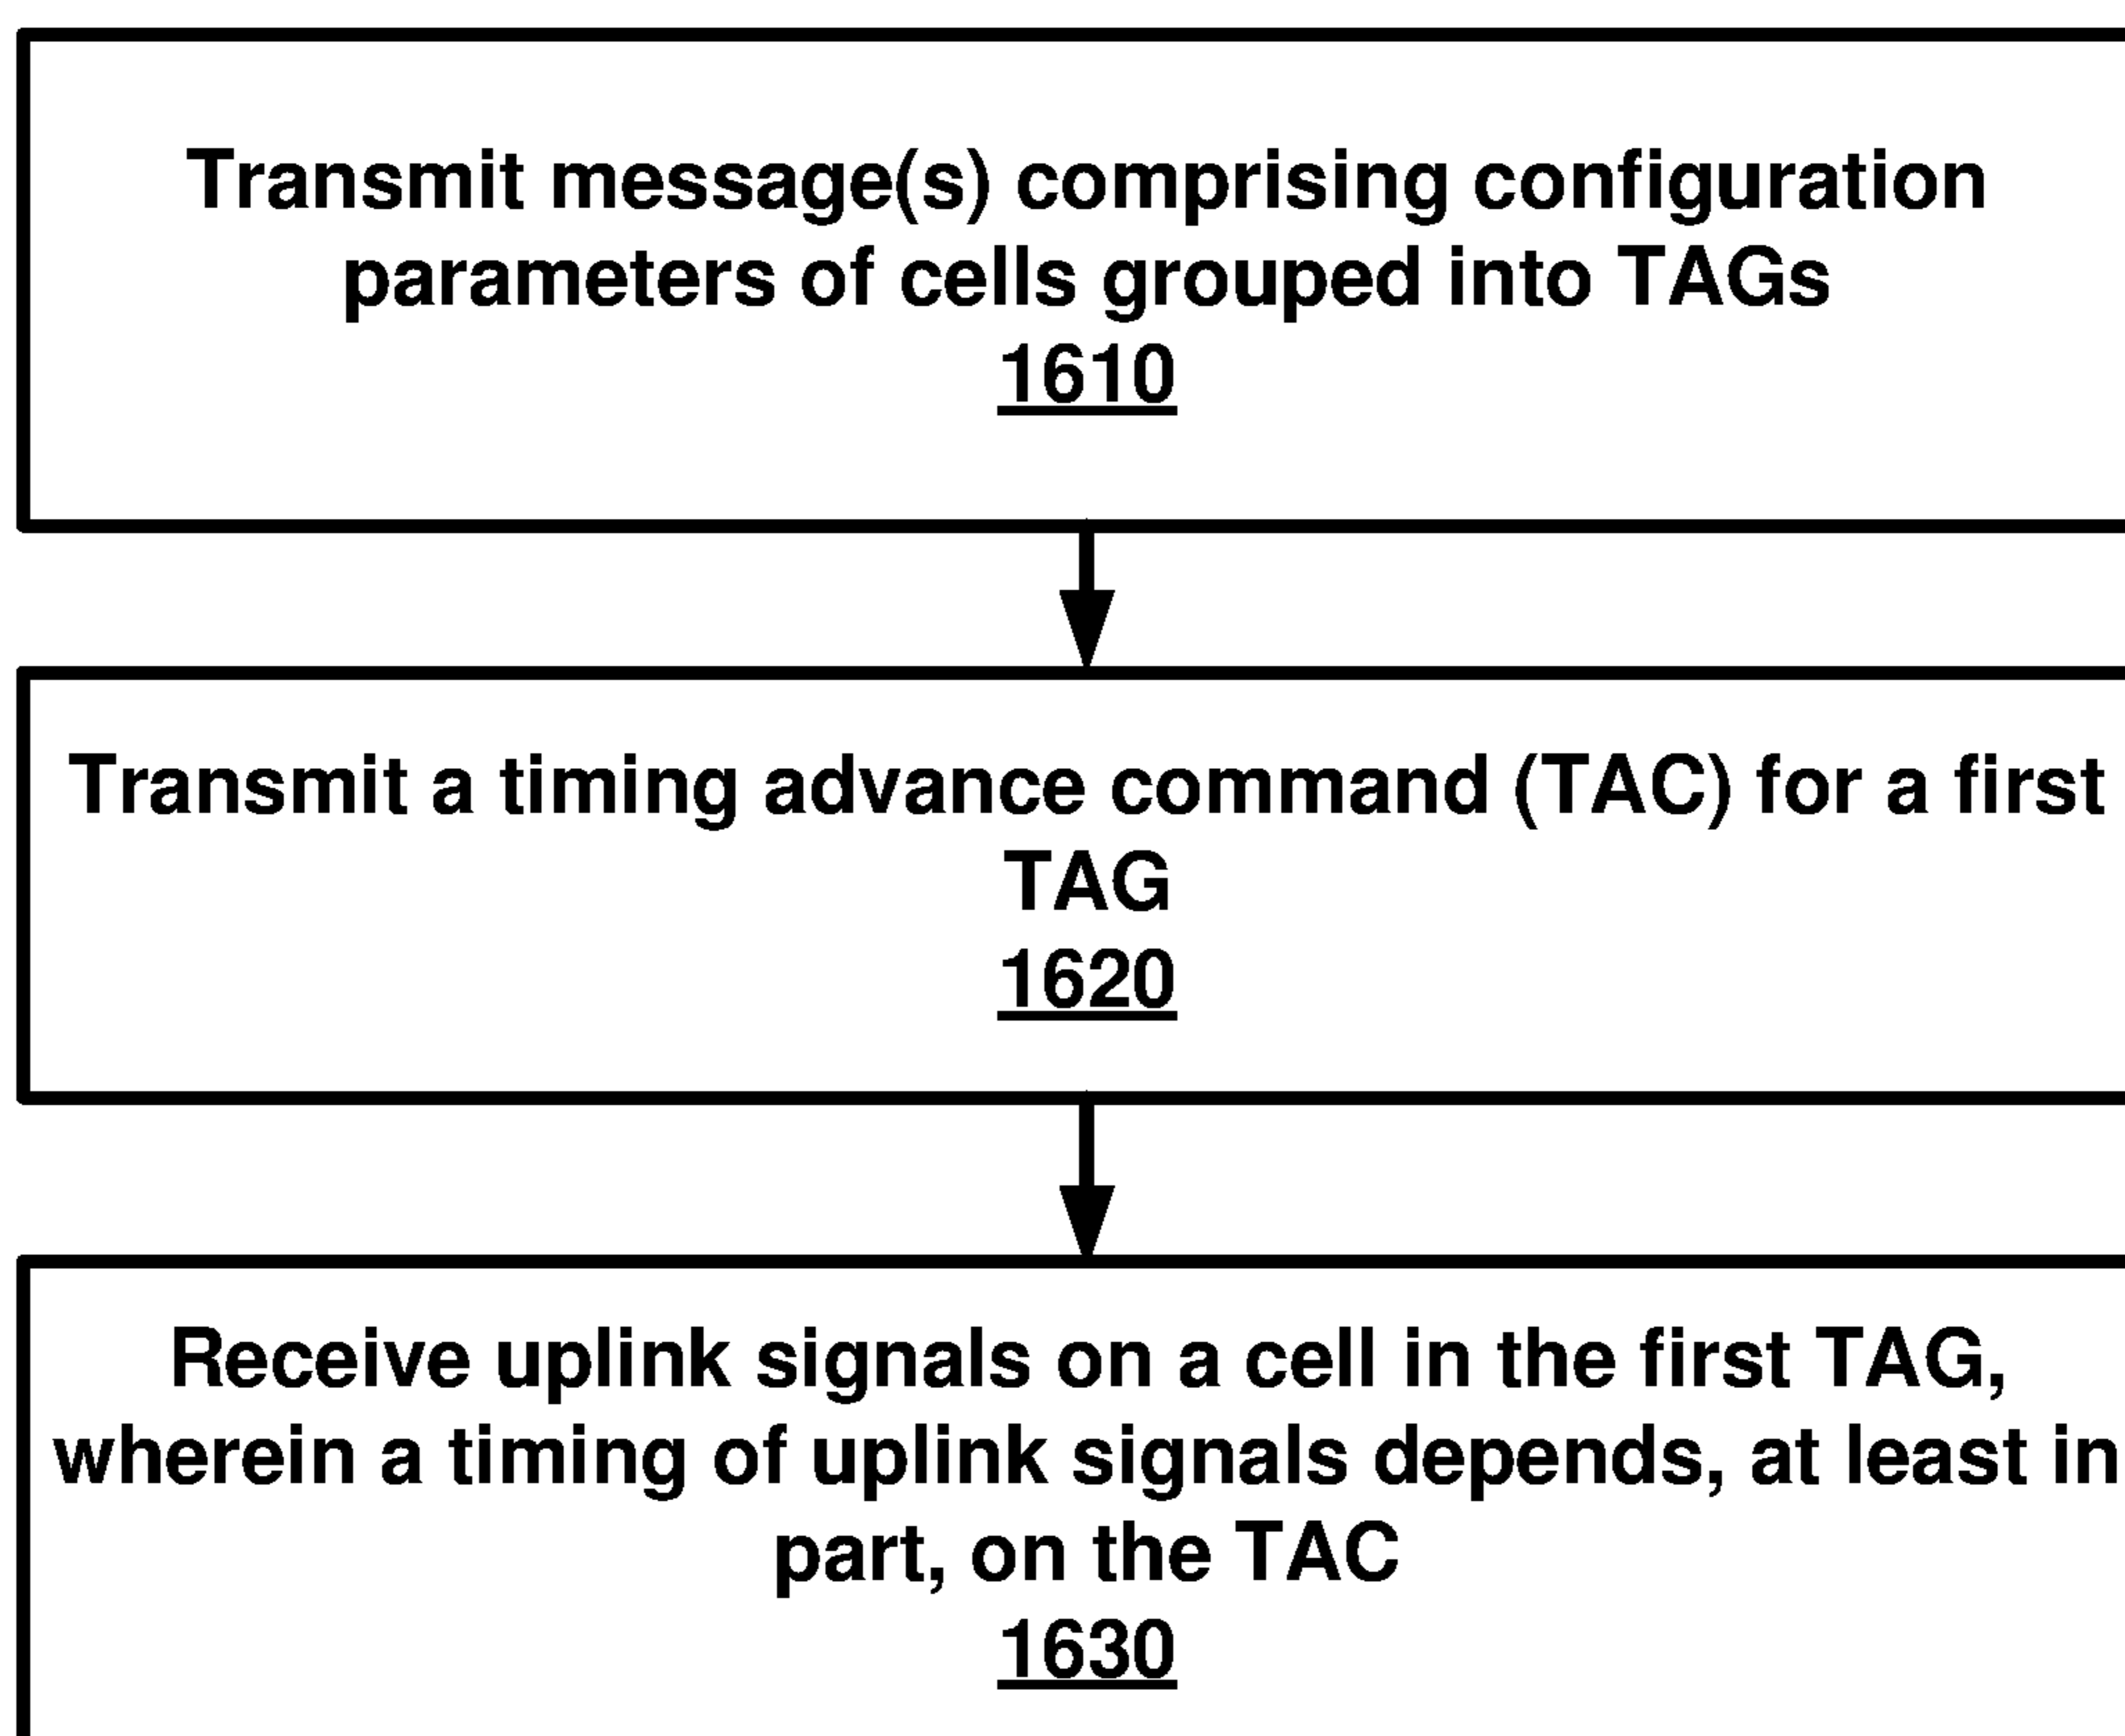 Transmit message(s) comprising configuration
parameters of cells grouped into TAGs
1610
Transmit a timing advance command (TAC) for a first
TAG
1620
Receive uplink signals on a cell in the first TAG,
wherein a timing of uplink signals depends, at least in
part, on the TAC
1630